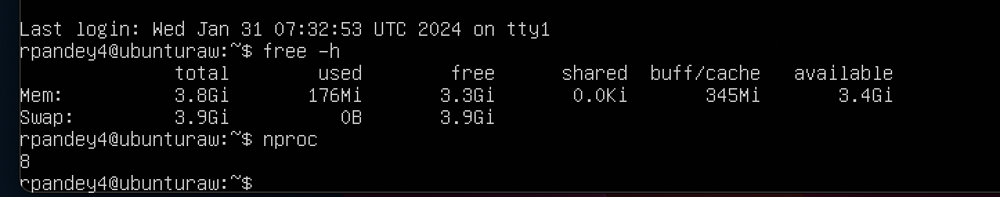 Last login: Wed Jan 31 07:32:53 UTC 2024 on tty1
rpandey4@ubunturaw:~$ free -h
              total        used        free      shared  buff/cache   available
Mem:          3.8Gi       176Mi       3.3Gi       0.0Ki       345Mi       3.4Gi
Swap:         3.9Gi          0B       3.9Gi
rpandey4@ubunturaw:~$ nproc
8
rpandey4@ubunturaw:~$